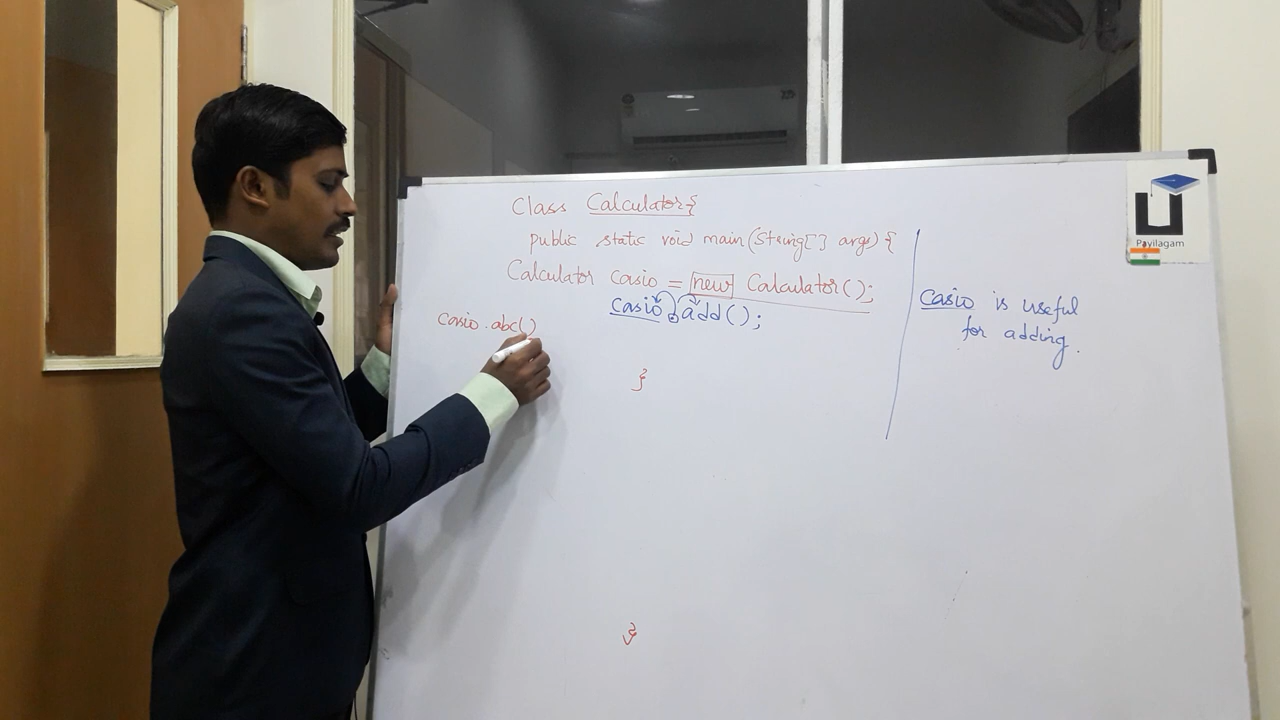 Class Calculator{
public static void main(String[] args) {
Calculator casio = new Calculator();
casio.add();
casio.abc()
}
}
casio is useful
for adding.
Payilagam